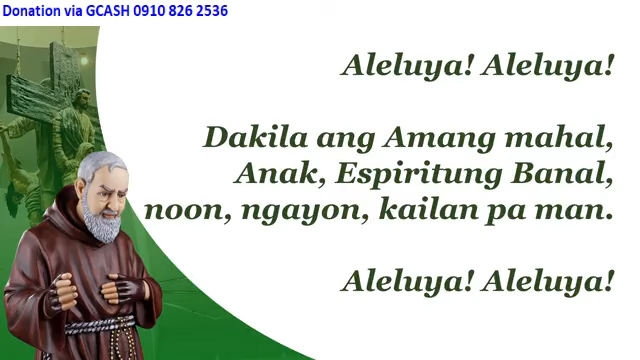 Donation via GCASH 0910 826 2536
Aleluya! Aleluya!
Dakila ang Amang mahal,
Anak, Espiritung Banal,
noon, ngayon, kailan pa man.
Aleluya! Aleluya!